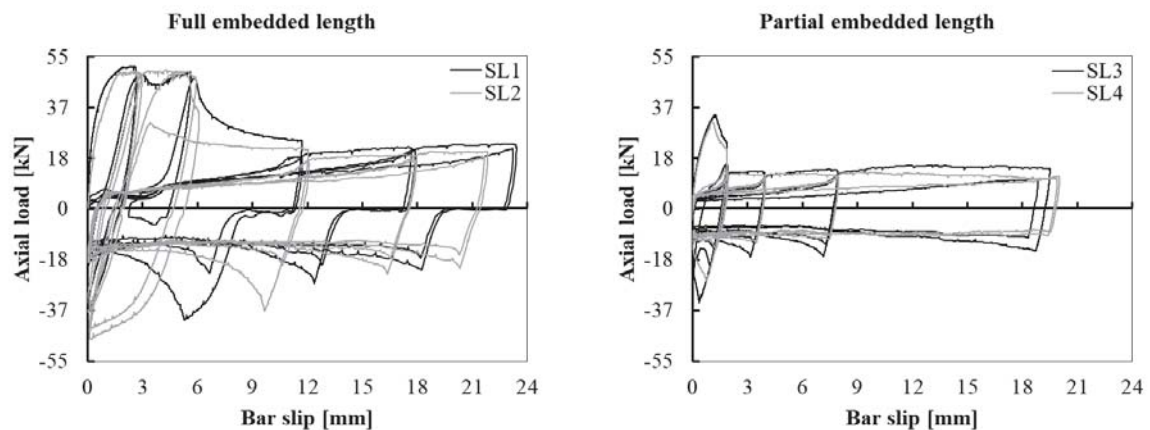 Full embedded length
55
37
18
0
-18
-37
-55
Axial load [kN]
SL1
SL2
0 3 6 9 12 15 18 21 24
Bar slip [mm]
Partial embedded length
55
37
18
0
-18
-37
-55
Axial load [kN]
SL3
SL4
0 3 6 9 12 15 18 21 24
Bar slip [mm]